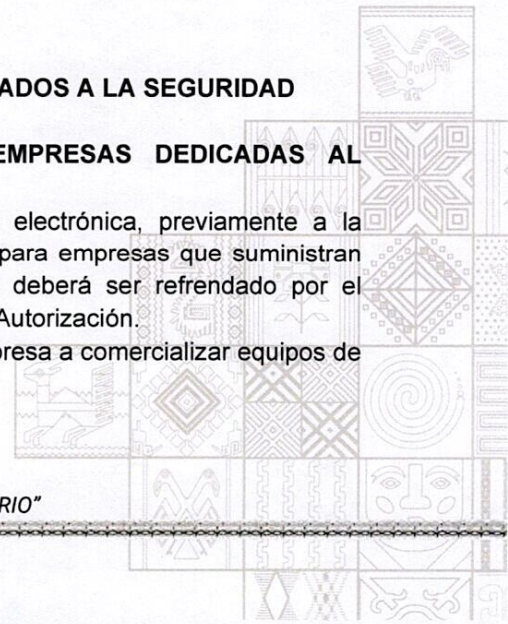 ADOS A LA SEGURIDAD
EMPRESAS DEDICADAS AL
electrónica, previamente a la
para empresas que suministran
deberá ser refrendado por el
Autorización.
presa a comercializar equipos de
RIO”